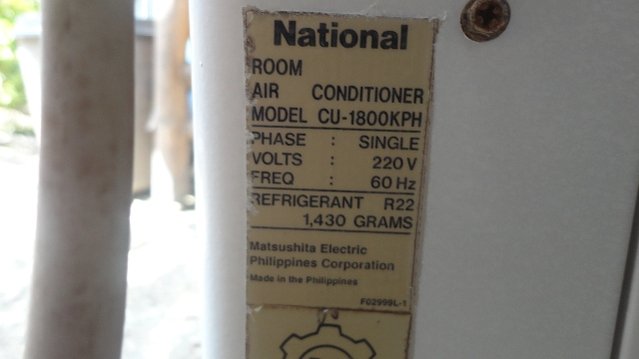 National
ROOM
AIR CONDITIONER
MODEL CU-1800KPH
PHASE : SINGLE
VOLTS : 220 V
FREQ : 60 Hz
REFRIGERANT R22
1,430 GRAMS
Matsushita Electric
Philippines Corporation
Made in the Philippines
F02999L-1